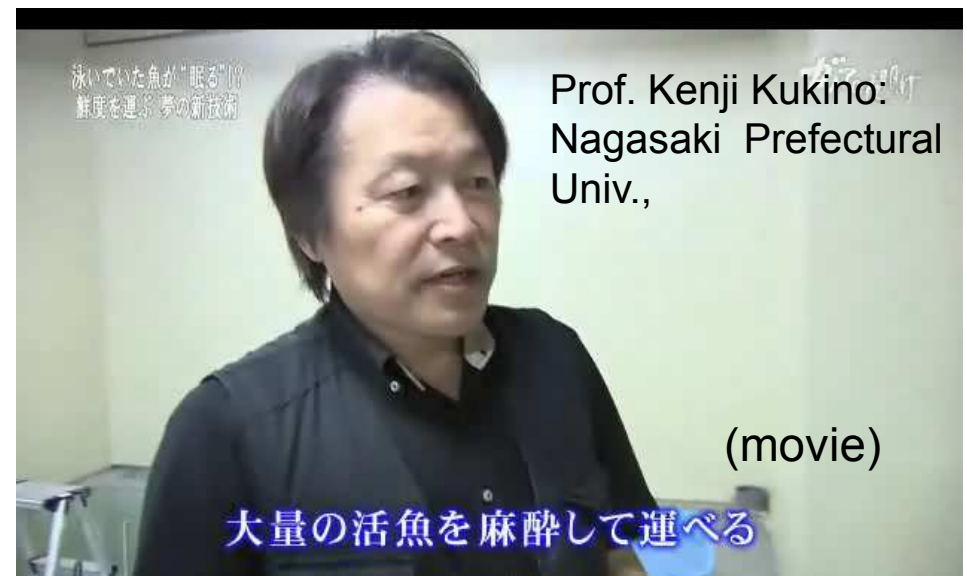 泳いでいた魚が“眠る”!?
鮮度を運ぶ 夢の新技術
Prof. Kenji Kukino:
Nagasaki Prefectural
Univ.,
(movie)
大量の活魚を麻酔して運べる